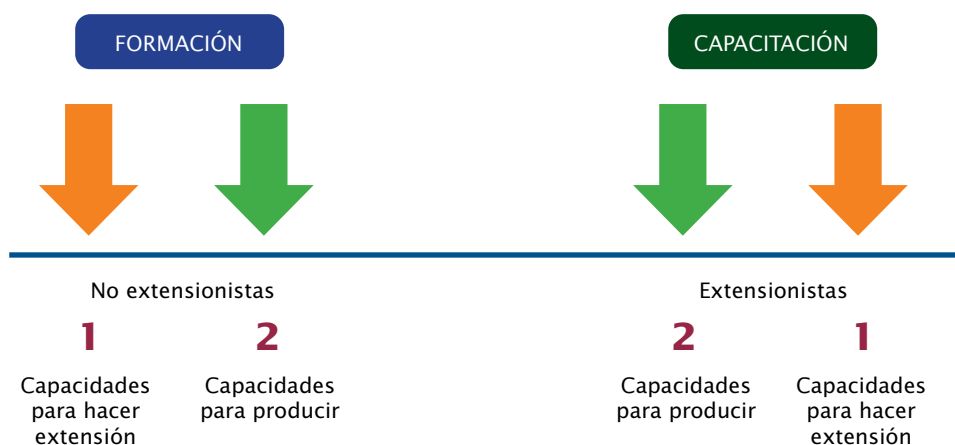 FORMACIÓN
CAPACITACIÓN
No extensionistas
Extensionistas
1
2
2
1
Capacidades
para hacer
extensión
Capacidades
para producir
Capacidades
para producir
Capacidades
para hacer
extensión